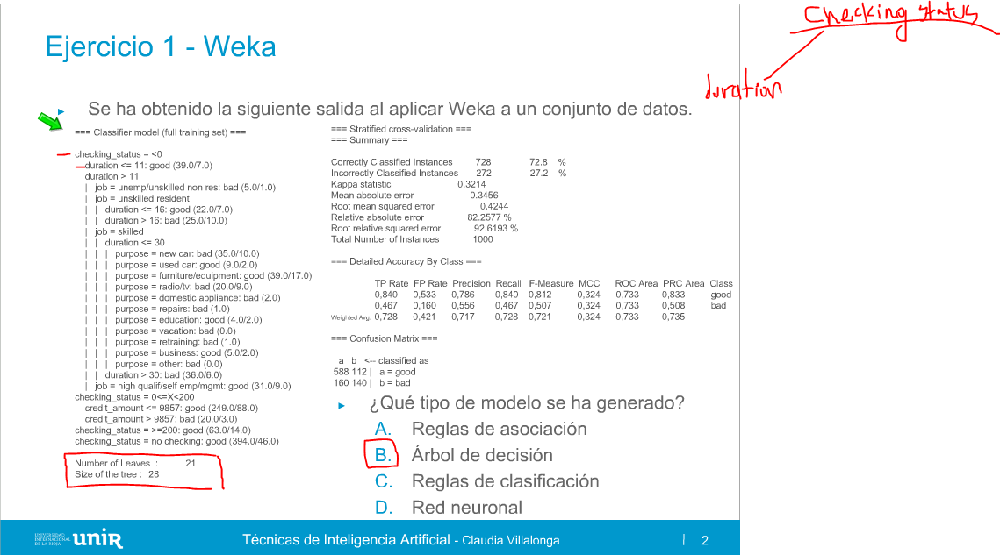 Checking status
duration
Ejercicio 1 - Weka
Se ha obtenido la siguiente salida al aplicar Weka a un conjunto de datos.
=== Classifier model (full training set) ===
checking_status = <0
| duration <= 11: good (39.0/7.0)
| duration > 11
| | job = unemp/unskilled non res: bad (5.0/1.0)
| | job = unskilled resident
| | | duration <= 16: good (22.0/7.0)
| | | duration > 16: bad (25.0/10.0)
| | job = skilled
| | | duration <= 30
| | | | purpose = new car: bad (35.0/10.0)
| | | | purpose = used car: good (9.0/2.0)
| | | | purpose = furniture/equipment: good (39.0/17.0)
| | | | purpose = radio/tv: bad (20.0/9.0)
| | | | purpose = domestic appliance: bad (2.0)
| | | | purpose = repairs: bad (1.0)
| | | | purpose = education: good (4.0/2.0)
| | | | purpose = vacation: bad (0.0)
| | | | purpose = retraining: bad (1.0)
| | | | purpose = business: good (5.0/2.0)
| | | | purpose = other: bad (0.0)
| | | duration > 30: bad (36.0/6.0)
| | job = high qualif/self emp/mgmt: good (31.0/9.0)
checking_status = 0<=X<200
| credit_amount <= 9857: good (249.0/88.0)
| credit_amount > 9857: bad (20.0/3.0)
checking_status = >=200: good (63.0/14.0)
checking_status = no checking: good (394.0/46.0)
Number of Leaves : 21
Size of the tree : 28
=== Stratified cross-validation ===
=== Summary ===
Correctly Classified Instances 728 72.8 %
Incorrectly Classified Instances 272 27.2 %
Kappa statistic 0.3214
Mean absolute error 0.3456
Root mean squared error 0.4244
Relative absolute error 82.2577 %
Root relative squared error 92.6193 %
Total Number of Instances 1000
=== Detailed Accuracy By Class ===
TP Rate FP Rate Precision Recall F-Measure MCC ROC Area PRC Area Class
0,840 0,533 0,786 0,840 0,812 0,324 0,733 0,833 good
0,467 0,160 0,556 0,467 0,507 0,324 0,733 0,508 bad
Weighted Avg. 0,728 0,421 0,717 0,728 0,721 0,324 0,733 0,735
=== Confusion Matrix ===
a b <-- classified as
588 112 | a = good
160 140 | b = bad
¿Qué tipo de modelo se ha generado?
A. Reglas de asociación
B. Árbol de decisión
C. Reglas de clasificación
D. Red neuronal
UNIVERSIDAD
INTERNACIONAL
DE LA RIOJA
unir
Técnicas de Inteligencia Artificial - Claudia Villalonga
| 2